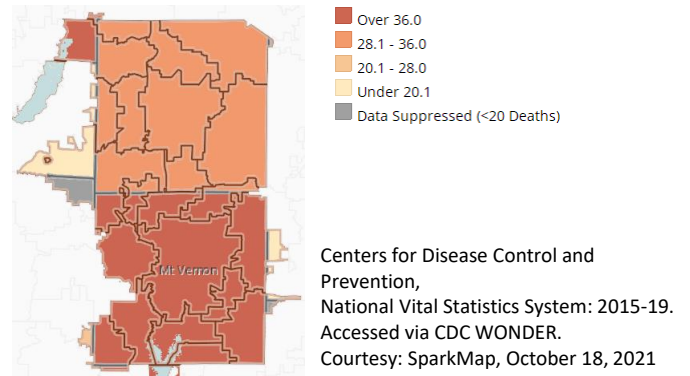 Over 36.0
28.1 - 36.0
20.1 - 28.0
Under 20.1
Data Suppressed (<20 Deaths)
Mt Vernon
Centers for Disease Control and
Prevention,
National Vital Statistics System: 2015-19.
Accessed via CDC WONDER.
Courtesy: SparkMap, October 18, 2021